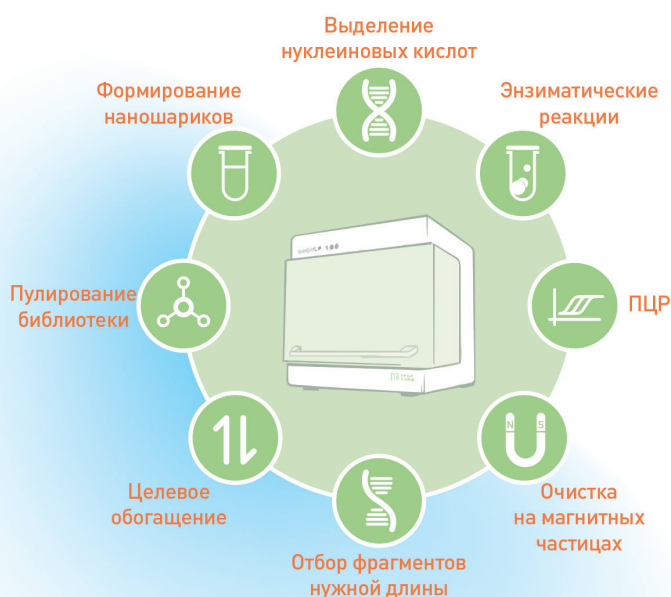 Выделение
нуклеиновых кислот
Энзиматические
реакции
ПЦР
N S
Очистка
на магнитных
частицах
Отбор фрагментов
нужной длины
Целевое
обогащение
Пулирование
библиотеки
Формирование
наношариков
100